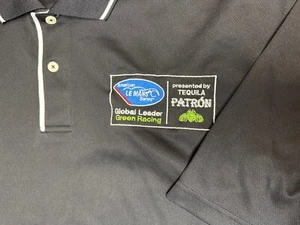 American
LE MANS
Series
Global Leader
Green Racing
presented by
TEQUILA
PATRÓN